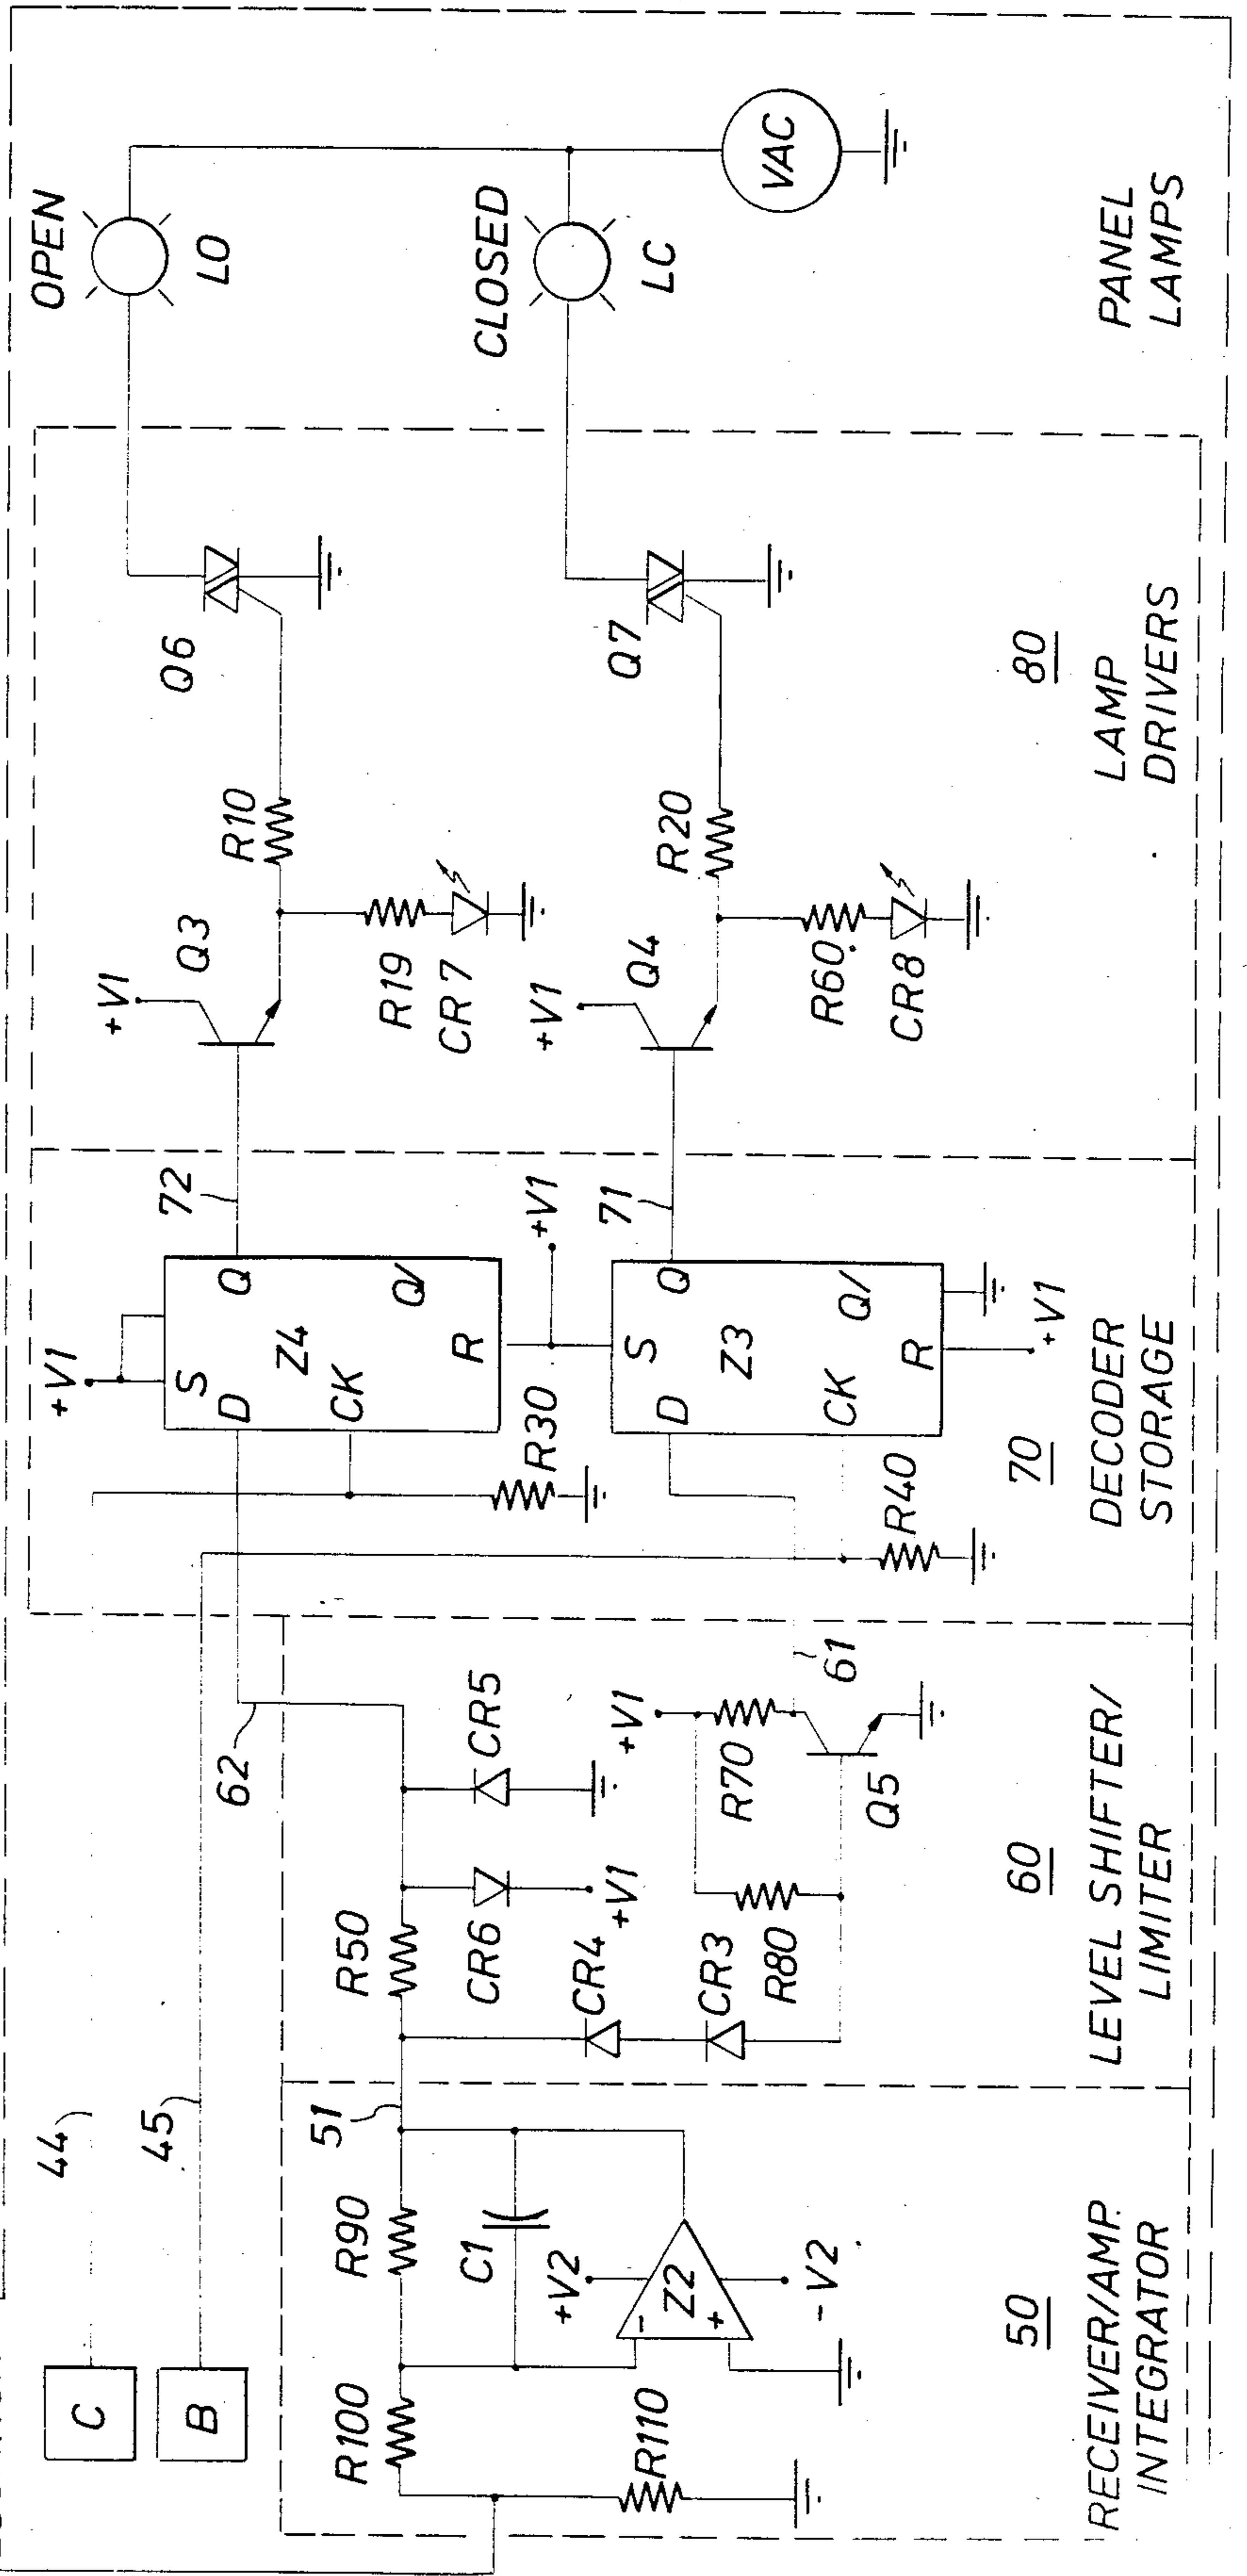 OPEN
LO
CLOSED
LC
VAC
PANEL
LAMPS
+V1
Q3
R10
Q6
R19
CR7
+V1
Q4
R20
Q7
R60
CR8
80
LAMP
DRIVERS
+V1
S
D
Q
Z4
CK
Q/
R
72
R30
+V1
S
D
Q
Z3
CK
Q/
R
71
R40
+V1
70
DECODER
STORAGE
62
R50
CR6
+V1
CR5
CR4
CR3
R80
+V1
R70
Q5
61
60
LEVEL SHIFTER/
LIMITER
C
44
B
45
R100
R90
51
C1
+V2
Z2
-
+
-V2
R110
50
RECEIVER/AMP.
INTEGRATOR